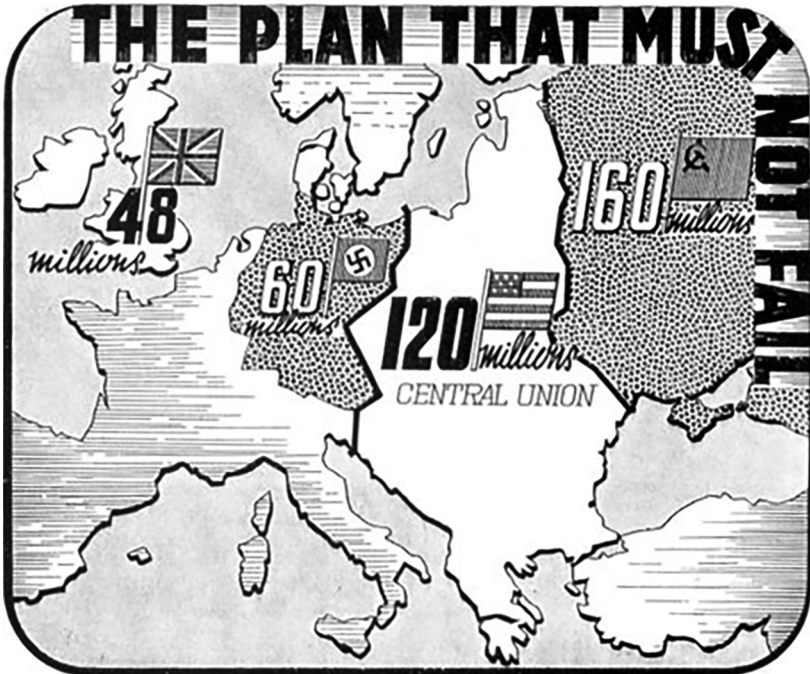 THE PLAN THAT MUST NOT FAIL
48
millions
60
millions
120
millions
CENTRAL UNION
160
millions